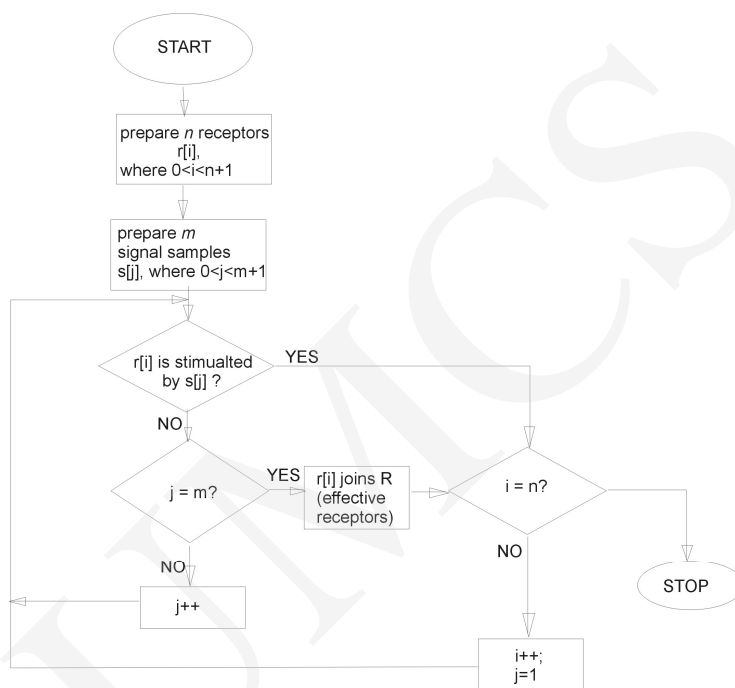 START
prepare n receptors
r[i],
where 0<i<n+1
prepare m
signal samples
s[j], where 0<j<m+1
r[i] is stimualted
by s[j] ?
YES
NO
j = m?
YES
r[i] joins R
(effective
receptors)
i = n?
NO
NO
j++
STOP
i++;
j=1
UMCS